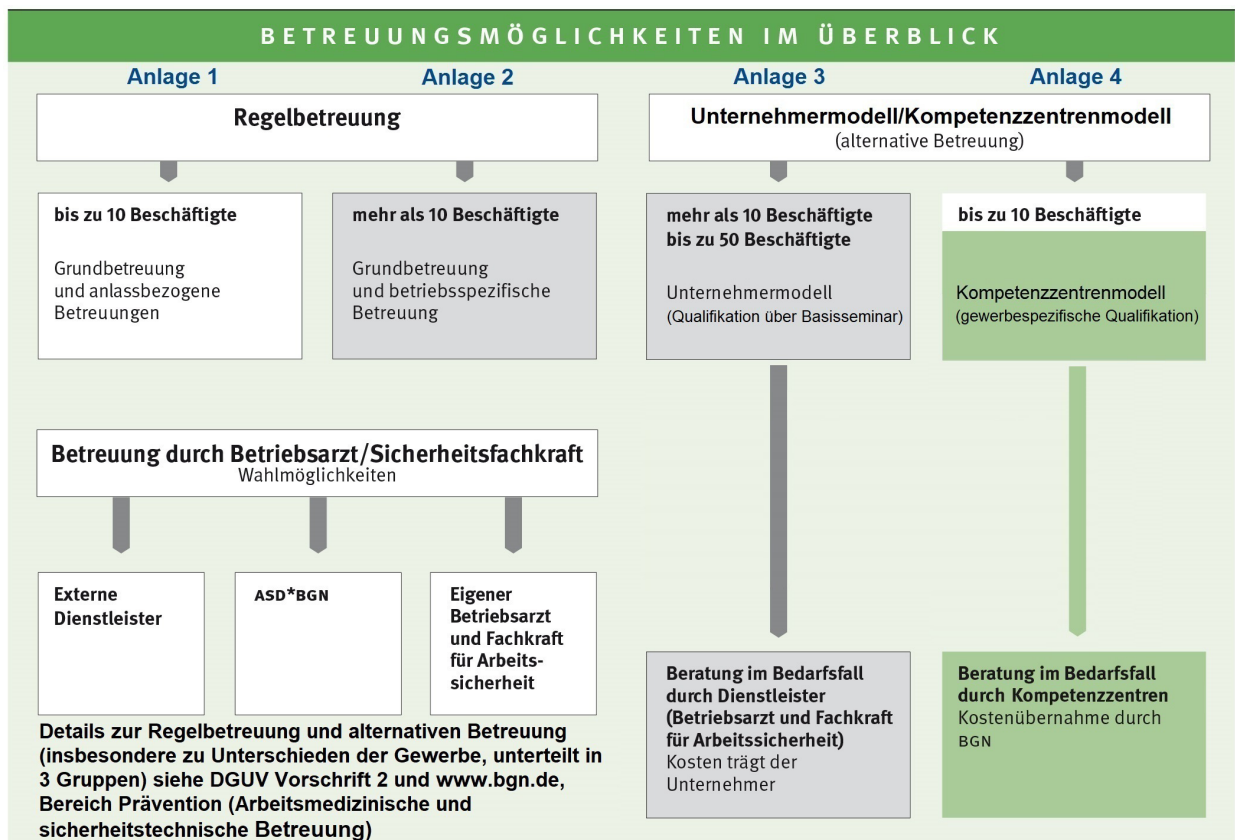 BETREUUNGSMÖGLICHKEITEN IM ÜBERBLICK
Anlage 1
Anlage 2
Anlage 3
Anlage 4
Regelbetreuung
Unternehmermodell/Kompetenzzentrenmodell
(alternative Betreuung)
bis zu 10 Beschäftigte
Grundbetreuung
und anlassbezogene
Betreuungen
mehr als 10 Beschäftigte
Grundbetreuung
und betriebsspezifische
Betreuung
mehr als 10 Beschäftigte
bis zu 50 Beschäftigte
Unternehmermodell
(Qualifikation über Basisseminar)
bis zu 10 Beschäftigte
Kompetenzzentrenmodell
(gewerbespezifische Qualifikation)
Betreuung durch Betriebsarzt/Sicherheitsfachkraft
Wahlmöglichkeiten
Externe
Dienstleister
ASD*BGN
Eigener
Betriebsarzt
und Fachkraft
für Arbeits-
sicherheit
Beratung im Bedarfsfall
durch Dienstleister
(Betriebsarzt und Fachkraft
für Arbeitssicherheit)
Kosten trägt der
Unternehmer
Beratung im Bedarfsfall
durch Kompetenzzentren
Kostenübernahme durch
BGN
Details zur Regelbetreuung und alternativen Betreuung
(insbesondere zu Unterschieden der Gewerbe, unterteilt in
3 Gruppen) siehe DGUV Vorschrift 2 und www.bgn.de,
Bereich Prävention (Arbeitsmedizinische und
sicherheitstechnische Betreuung)